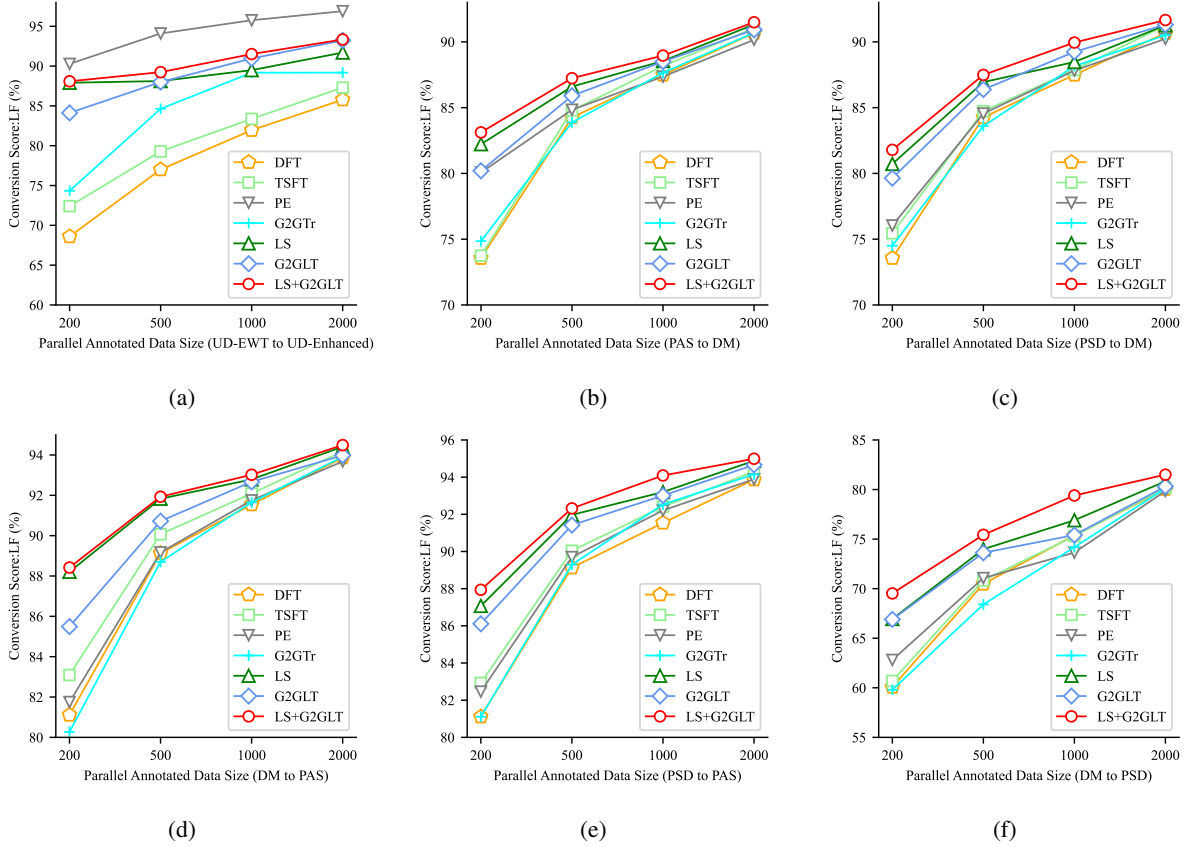 Conversion Score:LF (%)
95
90
85
80
75
70
65
60
200 500 1000 2000
DFT
TSFT
PE
G2GTr
LS
G2GLT
LS+G2GLT
Parallel Annotated Data Size (UD-EWT to UD-Enhanced)
(a)
Conversion Score:LF (%)
90
85
80
75
70
200 500 1000 2000
DFT
TSFT
PE
G2GTr
LS
G2GLT
LS+G2GLT
Parallel Annotated Data Size (PAS to DM)
(b)
Conversion Score:LF (%)
90
85
80
75
70
200 500 1000 2000
DFT
TSFT
PE
G2GTr
LS
G2GLT
LS+G2GLT
Parallel Annotated Data Size (PSD to DM)
(c)
Conversion Score:LF (%)
94
92
90
88
86
84
82
80
200 500 1000 2000
DFT
TSFT
PE
G2GTr
LS
G2GLT
LS+G2GLT
Parallel Annotated Data Size (DM to PAS)
(d)
Conversion Score:LF (%)
96
94
92
90
88
86
84
82
80
200 500 1000 2000
DFT
TSFT
PE
G2GTr
LS
G2GLT
LS+G2GLT
Parallel Annotated Data Size (PSD to PAS)
(e)
Conversion Score:LF (%)
85
80
75
70
65
60
55
200 500 1000 2000
DFT
TSFT
PE
G2GTr
LS
G2GLT
LS+G2GLT
Parallel Annotated Data Size (DM to PSD)
(f)